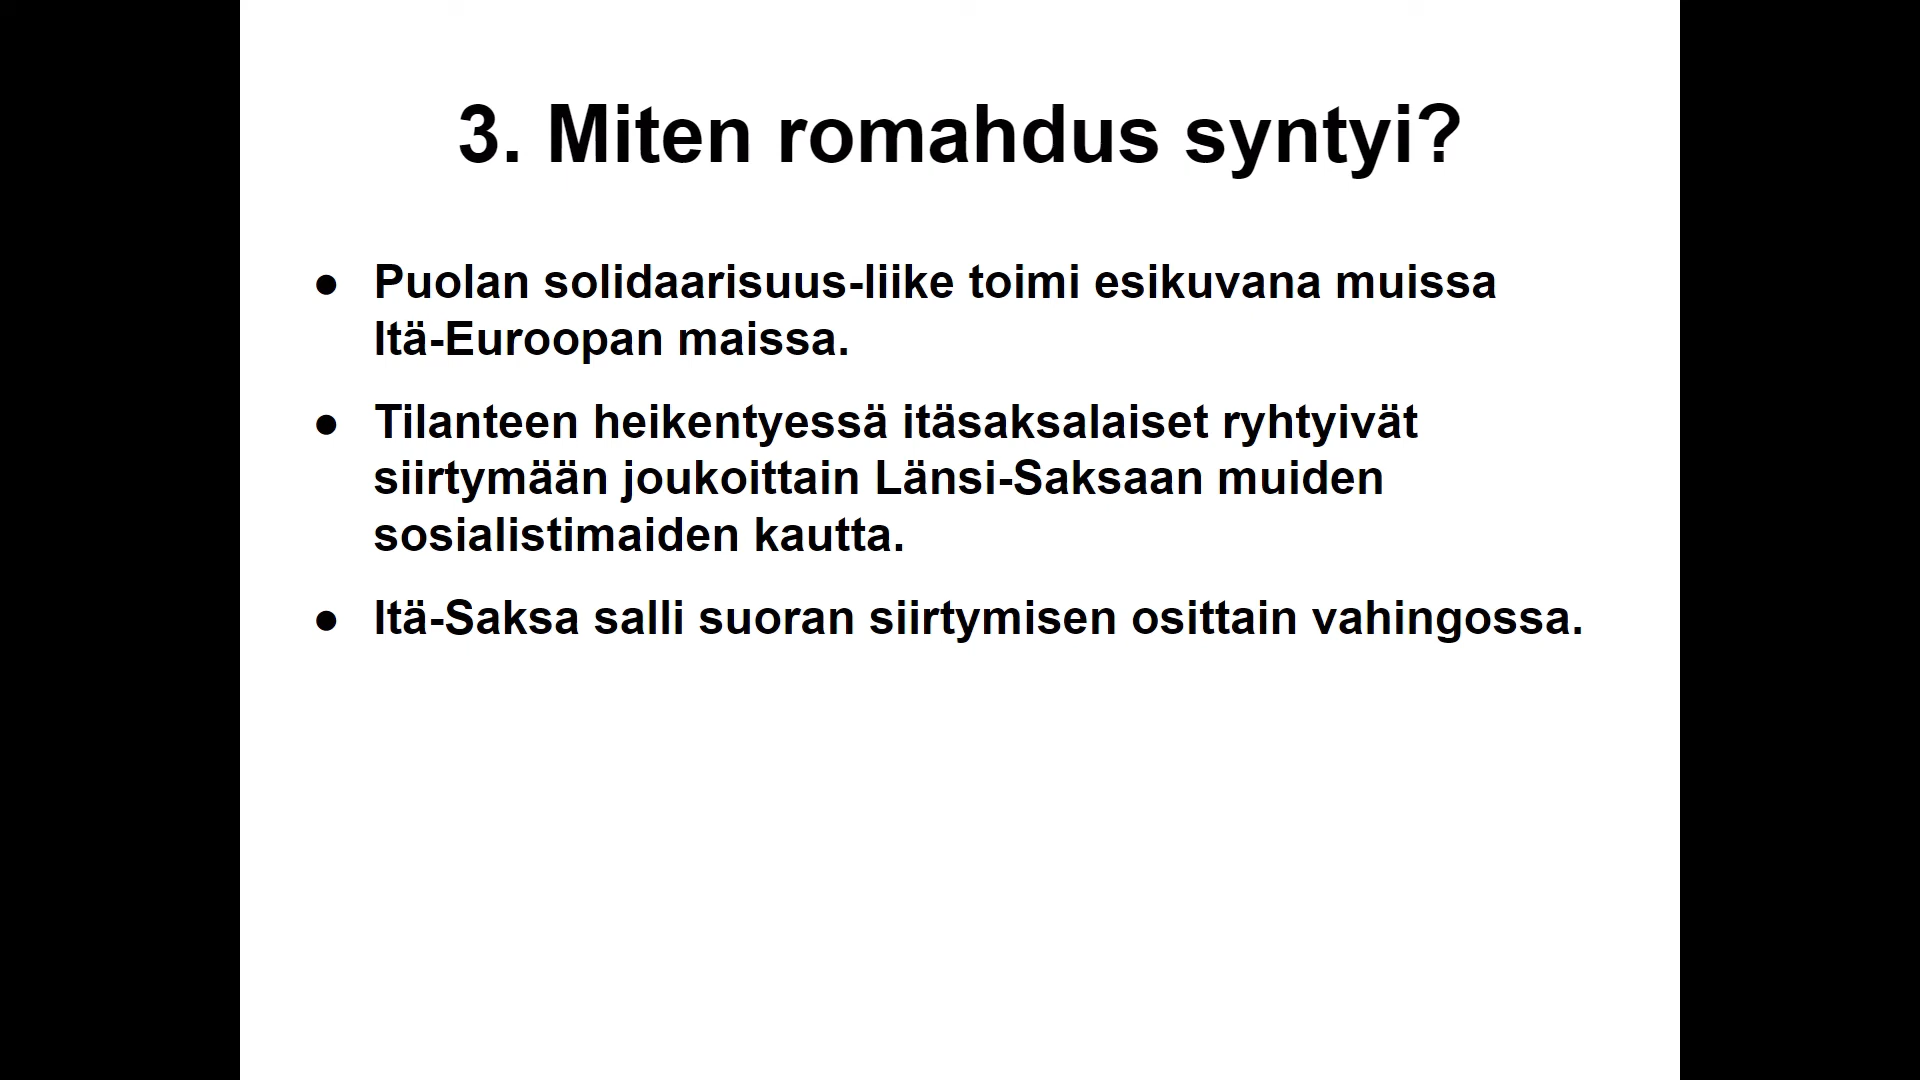 3. Miten romahdus syntyi?
● Puolan solidaarisuus-liike toimi esikuvana muissa
Itä-Euroopan maissa.
● Tilanteen heikentyessä itäsaksalaiset ryhtyivät
siirtymään joukoittain Länsi-Saksaan muiden
sosialistimaiden kautta.
● Itä-Saksa salli suoran siirtymisen osittain vahingossa.